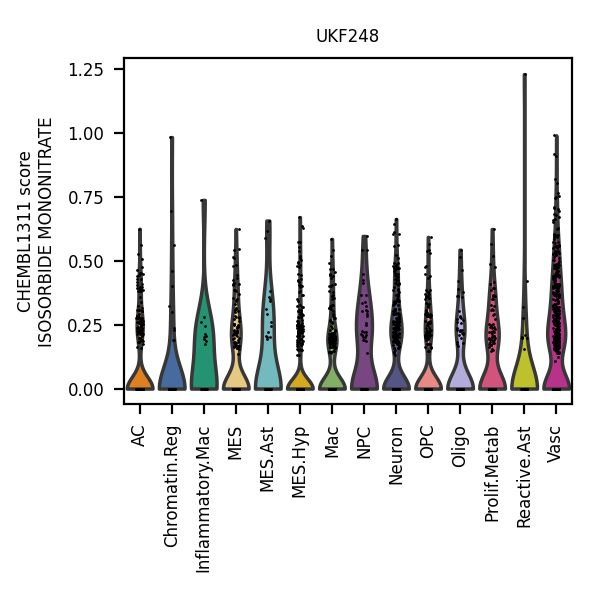 UKF248
CHEMBL1311 score
ISOSORBIDE MONONITRATE
1.25
1.00
0.75
0.50
0.25
0.00
AC
Chromatin.Reg
Inflammatory.Mac
MES
MES.Ast
MES.Hyp
Mac
NPC
Neuron
OPC
Oligo
Prolif.Metab
Reactive.Ast
Vasc